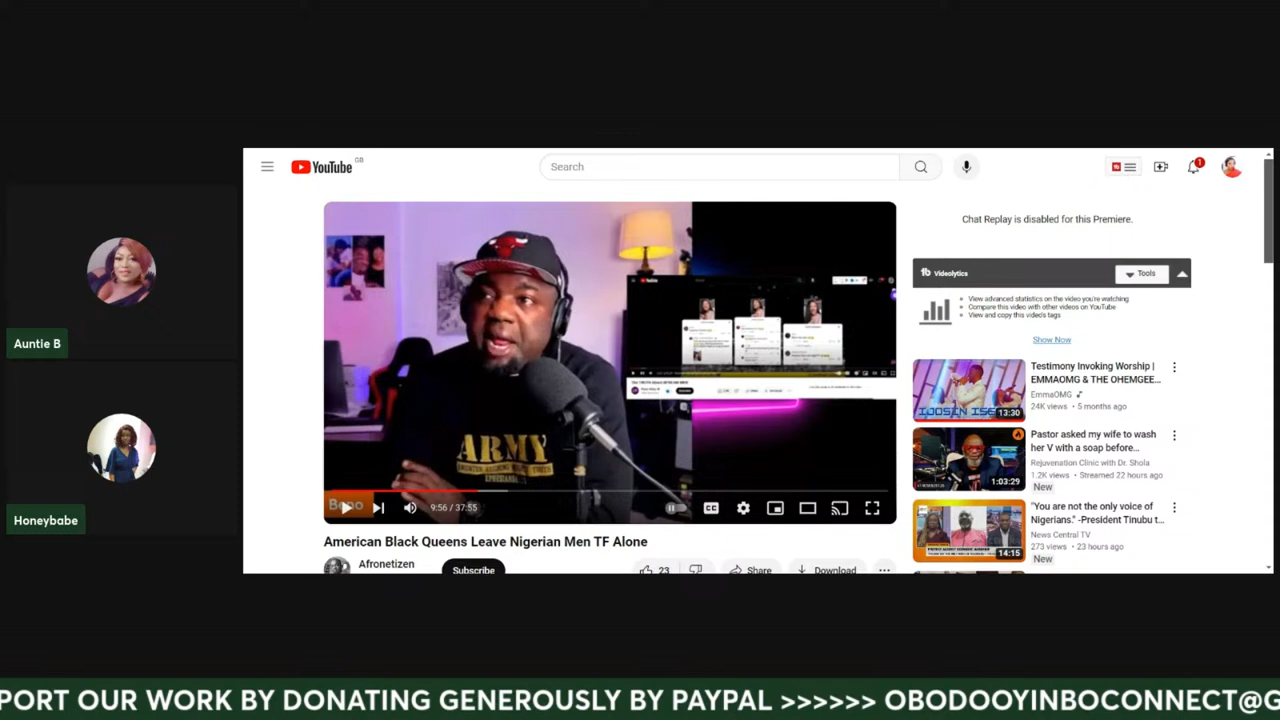 YouTube
GB
Search
1
Chat Replay is disabled for this Premiere.
Videolytics
Tools
View advanced statistics on the video you're watching
Compare this video with other videos on YouTube
View and copy this video's tags
Show Now
Testimony Invoking Worship |
EMMAOMG & THE OHEMGEE...
EmmaOMG
24K views • 5 months ago
13:30
Pastor asked my wife to wash
her V with a soap before...
Rejuvenation Clinic with Dr. Shola
1.2K views • Streamed 22 hours ago
New
1:03:29
"You are not the only voice of
Nigerians." -President Tinubu t...
News Central TV
273 views • 23 hours ago
New
14:15
ARMY
9:56 / 37:55
CC
American Black Queens Leave Nigerian Men TF Alone
Afronetizen
Subscribe
23
Share
Download
Auntie B
Honeybabe
PORT OUR WORK BY DONATING GENEROUSLY BY PAYPAL >>>>>> OBODOOYINBOCONNECT@G